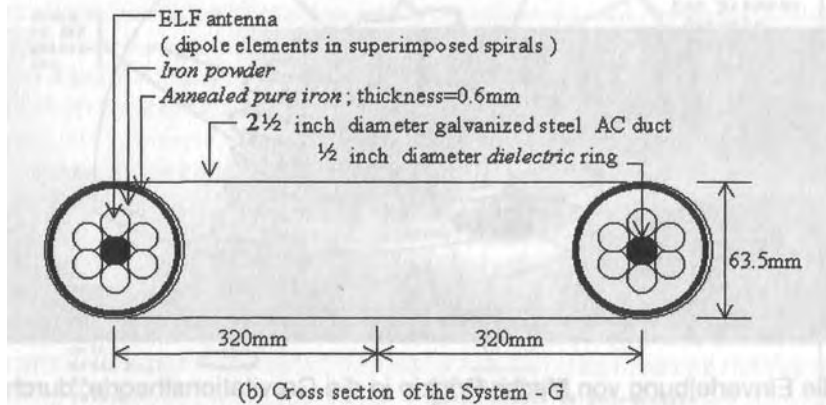 ELF antenna
( dipole elements in superimposed spirals )
Iron powder
Annealed pure iron ; thickness=0.6mm
2½ inch diameter galvanized steel AC duct
½ inch diameter dielectric ring
63.5mm
320mm 320mm
(b) Cross section of the System - G